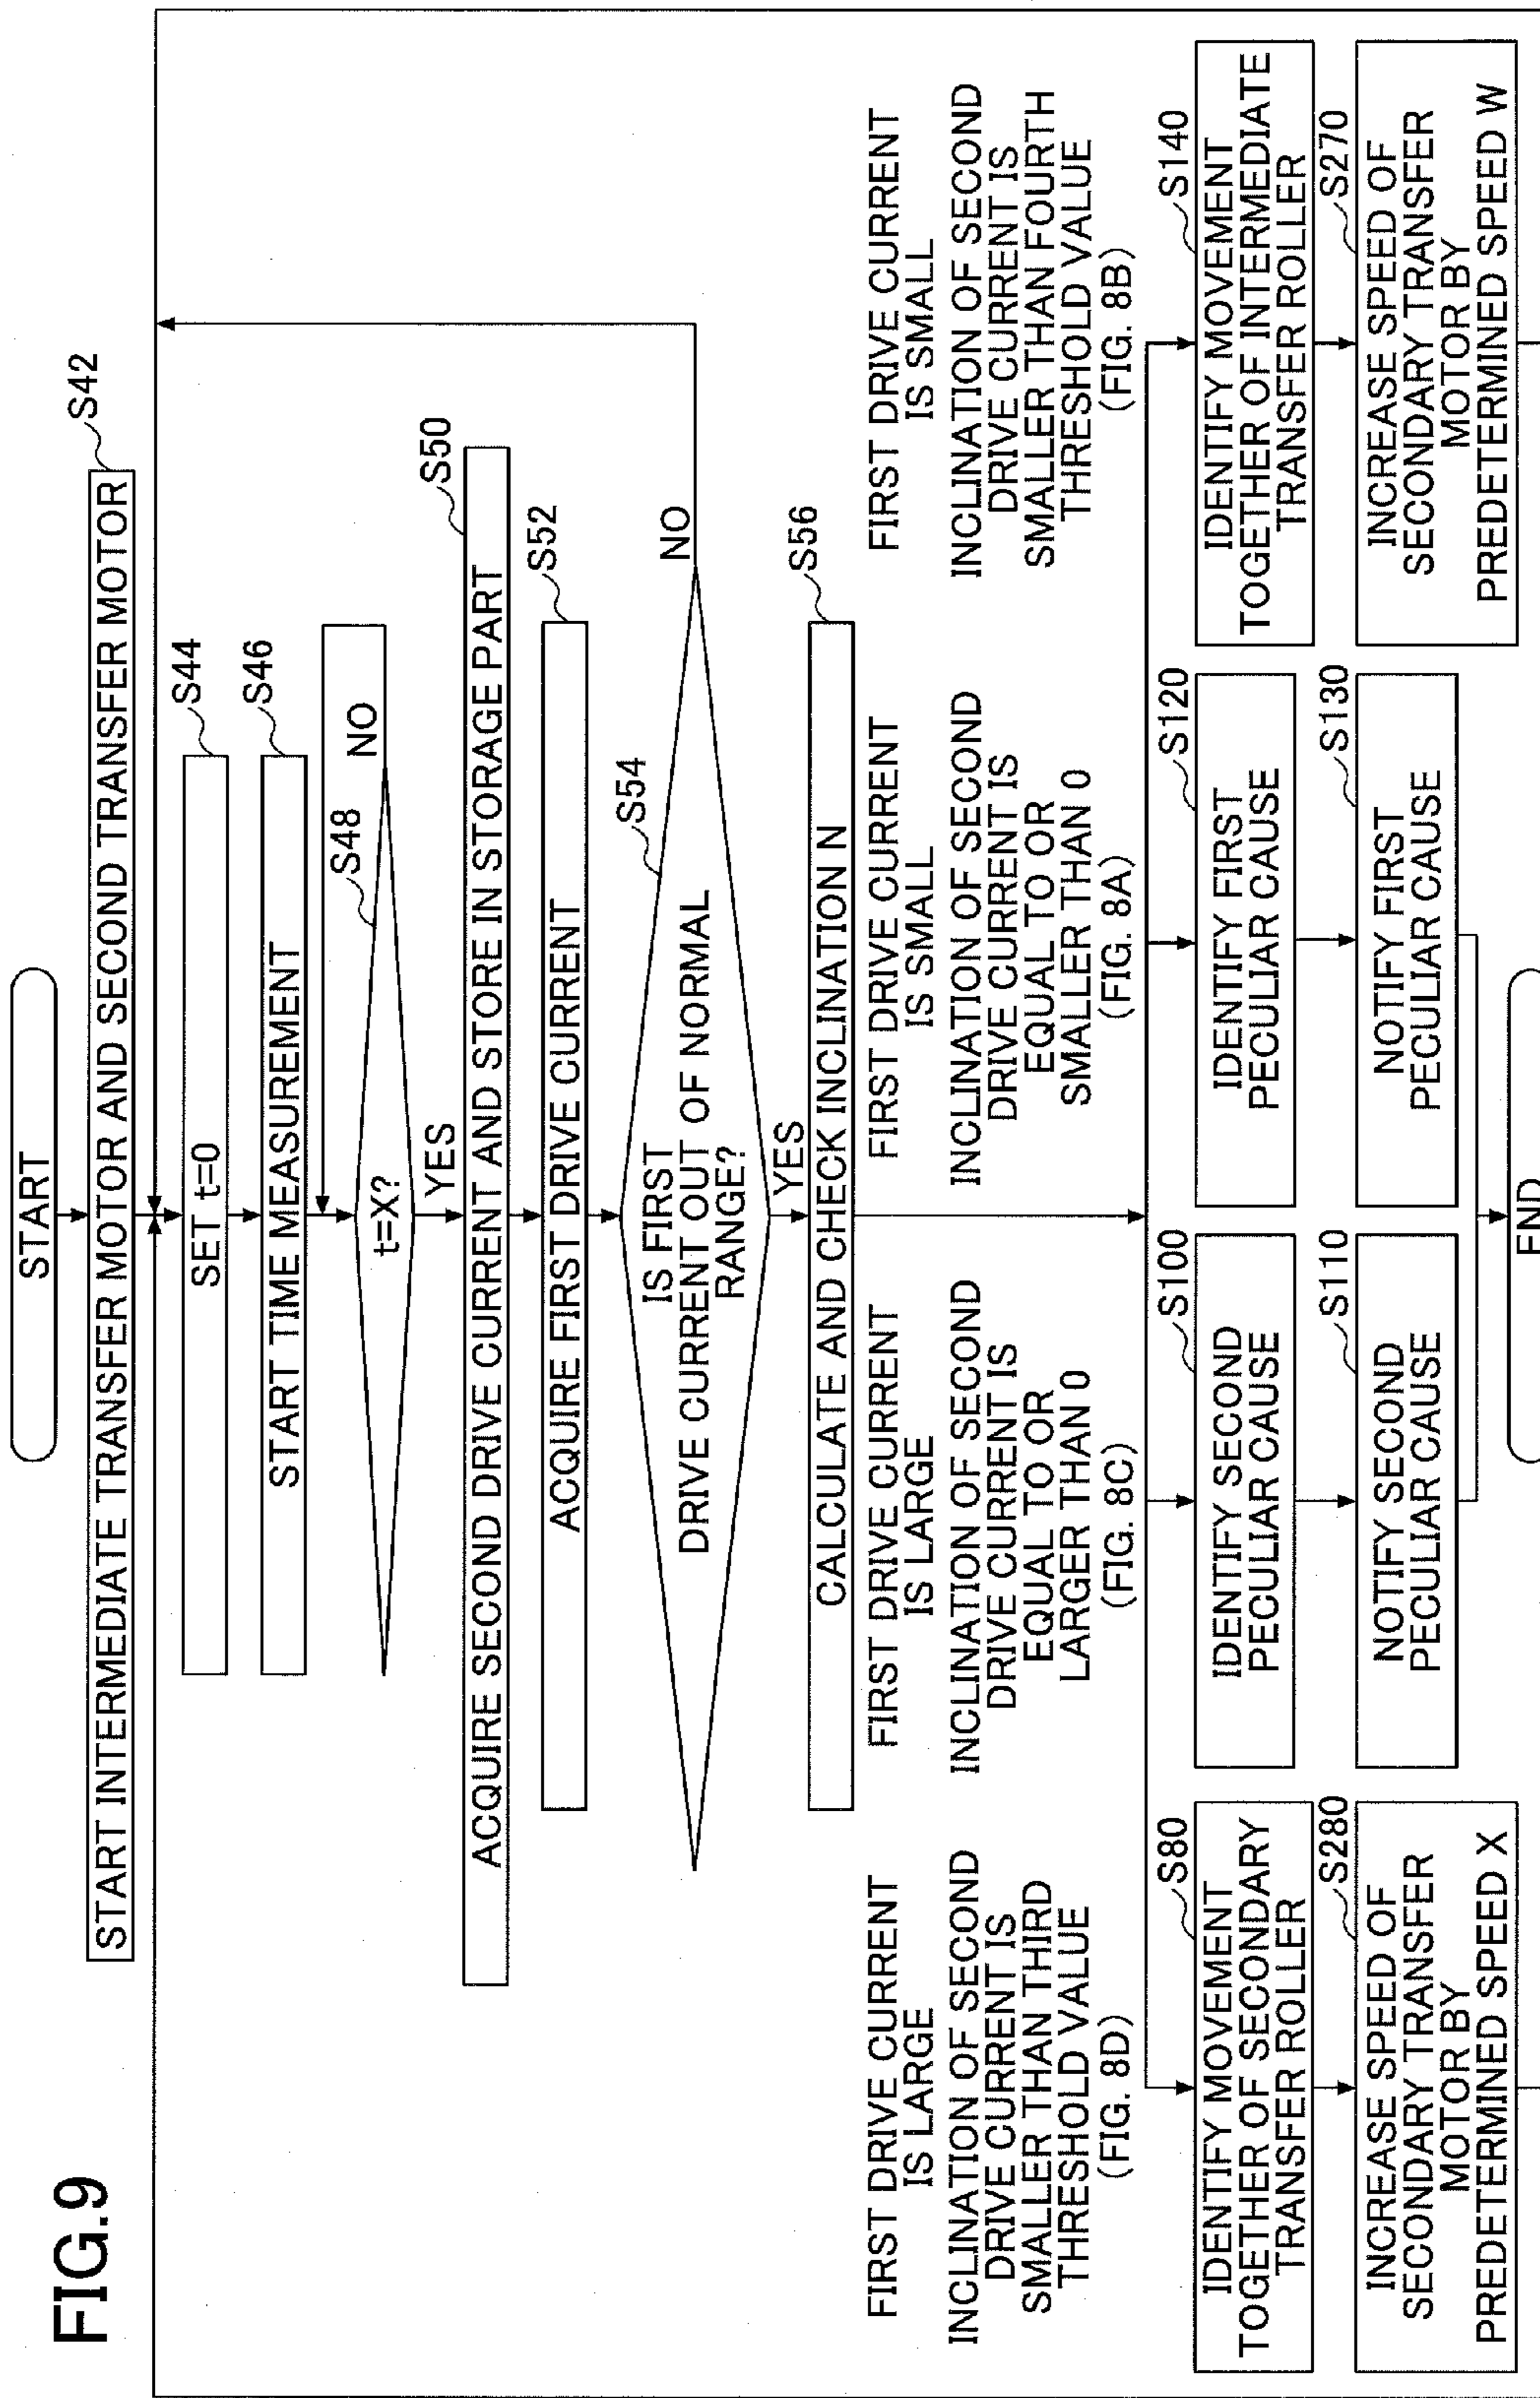 FIG.9
START
START INTERMEDIATE TRANSFER MOTOR AND SECOND TRANSFER MOTOR
S42
SET t=0
S44
START TIME MEASUREMENT
S46
t=X?
S48
NO
YES
ACQUIRE SECOND DRIVE CURRENT AND STORE IN STORAGE PART
S50
ACQUIRE FIRST DRIVE CURRENT
S52
IS FIRST
DRIVE CURRENT OUT OF NORMAL
RANGE?
S54
NO
YES
CALCULATE AND CHECK INCLINATION N
S56
FIRST DRIVE CURRENT
IS LARGE
INCLINATION OF SECOND
DRIVE CURRENT IS
SMALLER THAN THIRD
THRESHOLD VALUE
(FIG. 8D)
FIRST DRIVE CURRENT
IS LARGE
INCLINATION OF SECOND
DRIVE CURRENT IS
EQUAL TO OR
LARGER THAN 0
(FIG. 8C)
FIRST DRIVE CURRENT
IS SMALL
INCLINATION OF SECOND
DRIVE CURRENT IS
EQUAL TO OR
SMALLER THAN 0
(FIG. 8A)
FIRST DRIVE CURRENT
IS SMALL
INCLINATION OF SECOND
DRIVE CURRENT IS
SMALLER THAN FOURTH
THRESHOLD VALUE
(FIG. 8B)
S80
IDENTIFY MOVEMENT
TOGETHER OF SECONDARY
TRANSFER ROLLER
S100
IDENTIFY SECOND
PECULIAR CAUSE
S120
IDENTIFY FIRST
PECULIAR CAUSE
S140
IDENTIFY MOVEMENT
TOGETHER OF INTERMEDIATE
TRANSFER ROLLER
S280
INCREASE SPEED OF
SECONDARY TRANSFER
MOTOR BY
PREDETERMINED SPEED X
S110
NOTIFY SECOND
PECULIAR CAUSE
S130
NOTIFY FIRST
PECULIAR CAUSE
S270
INCREASE SPEED OF
SECONDARY TRANSFER
MOTOR BY
PREDETERMINED SPEED W
END